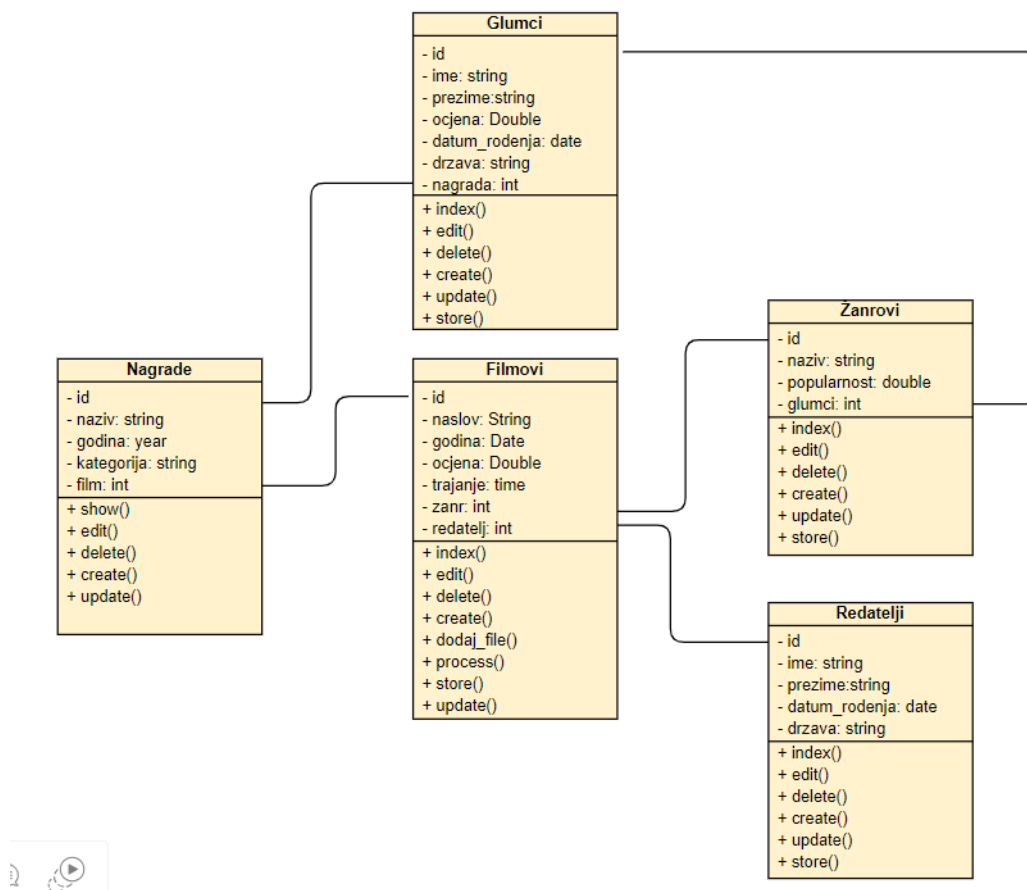 Glumci
- id
- ime: string
- prezime:string
- ocjena: Double
- datum_rodenja: date
- drzava: string
- nagrada: int
+ index()
+ edit()
+ delete()
+ create()
+ update()
+ store()
Nagrade
- id
- naziv: string
- godina: year
- kategorija: string
- film: int
+ show()
+ edit()
+ delete()
+ create()
+ update()
Filmovi
- id
- naslov: String
- godina: Date
- ocjena: Double
- trajanje: time
- zanr: int
- redatelj: int
+ index()
+ edit()
+ delete()
+ create()
+ dodaj_file()
+ process()
+ store()
+ update()
Žanrovi
- id
- naziv: string
- popularnost: double
- glumci: int
+ index()
+ edit()
+ delete()
+ create()
+ update()
+ store()
Redatelji
- id
- ime: string
- prezime:string
- datum_rodenja: date
- drzava: string
+ index()
+ edit()
+ delete()
+ create()
+ update()
+ store()